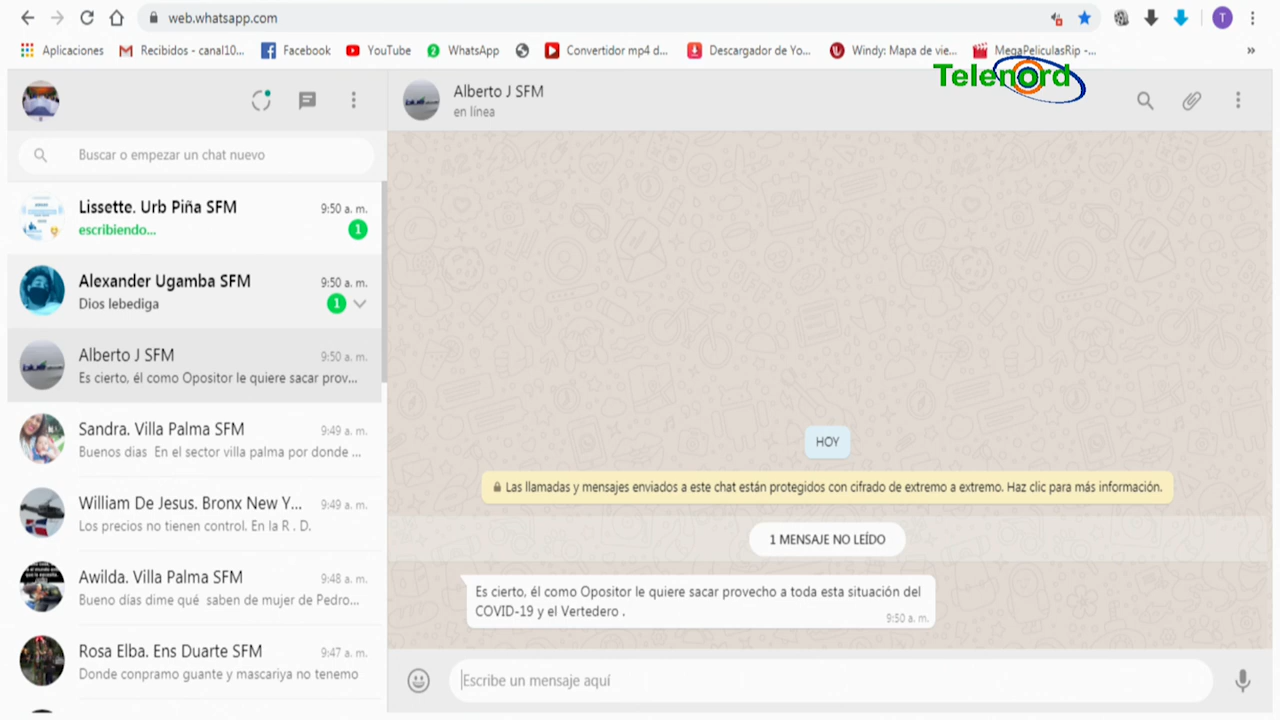 web.whatsapp.com
T
Aplicaciones
Recibidos - canal10...
Facebook
YouTube
WhatsApp
Convertidor mp4 d...
Descargador de Yo...
Windy: Mapa de vie...
MegaPeliculasRip -...
»
Telenord
Alberto J SFM
en línea
Buscar o empezar un chat nuevo
Lissette. Urb Piña SFM
9:50 a. m.
escribiendo...
1
Alexander Ugamba SFM
9:50 a. m.
Dios lebediga
1
Alberto J SFM
9:50 a. m.
Es cierto, él como Opositor le quiere sacar prov...
Sandra. Villa Palma SFM
9:49 a. m.
Buenos dias En el sector villa palma por donde ...
William De Jesus. Bronx New Y...
9:49 a. m.
Los precios no tienen control. En la R . D.
Awilda. Villa Palma SFM
9:48 a. m.
Bueno días dime qué saben de mujer de Pedro...
Rosa Elba. Ens Duarte SFM
9:47 a. m.
Donde conpramo guante y mascariya no tenemo
HOY
Las llamadas y mensajes enviados a este chat están protegidos con cifrado de extremo a extremo. Haz clic para más información.
1 MENSAJE NO LEÍDO
Es cierto, él como Opositor le quiere sacar provecho a toda esta situación del
COVID-19 y el Vertedero .
9:50 a. m.
Escribe un mensaje aquí